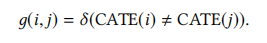 g(i, j) = δ(CATE(i) ≠ CATE(j)).